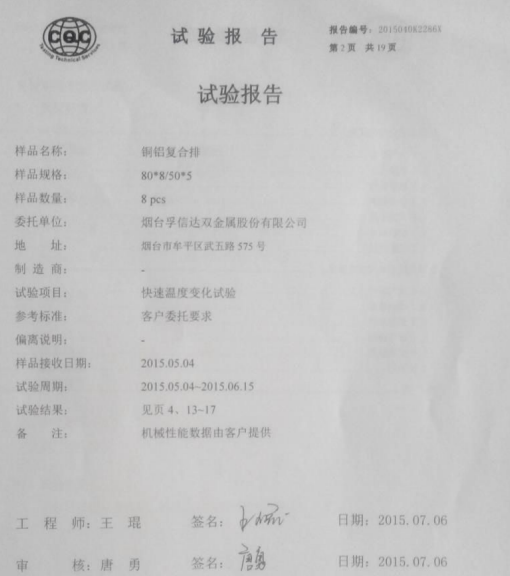 CQC
试验报告 报告编号：
Testing Technical Services
第2页 共19页
试验报告
样品名称： 铜铝复合排
样品规格： 80*8/50*5
样品数量： 8 pcs
委托单位： 烟台孚信达双金属股份有限公司
地 址： 烟台市牟平区武五路575号
制 造 商： -
试验项目： 快速温度变化试验
参考标准： 客户委托要求
偏离说明： -
样品接收日期： 2015.05.04
试验周期： 2015.05.04~2015.06.15
试验结果： 见页4、13~17
备 注： 机械性能数据由客户提供
工 程 师：王 琨 签名： 日期：2015.07.06
审 核：唐 勇 签名：唐勇 日期：2015.07.06